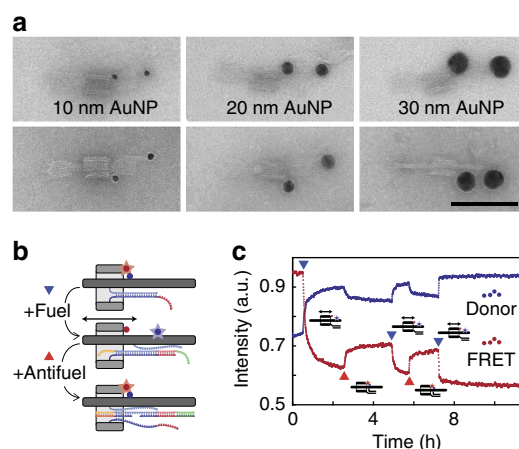 a
10 nm AuNP
20 nm AuNP
30 nm AuNP
b
+Fuel
+Antifuel
c
Intensity (a.u.)
0.9
0.7
0.5
Donor
FRET
0
4
8
Time (h)